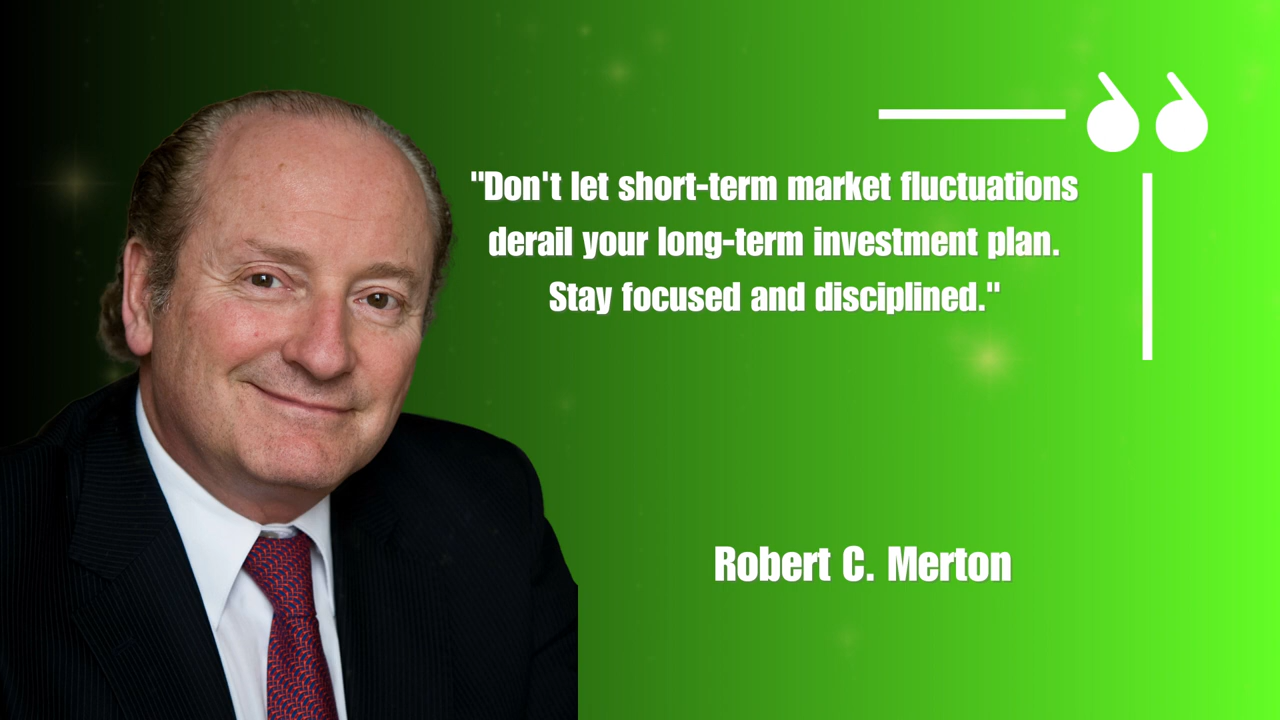 "Don't let short-term market fluctuations
derail your long-term investment plan.
Stay focused and disciplined."
Robert C. Merton